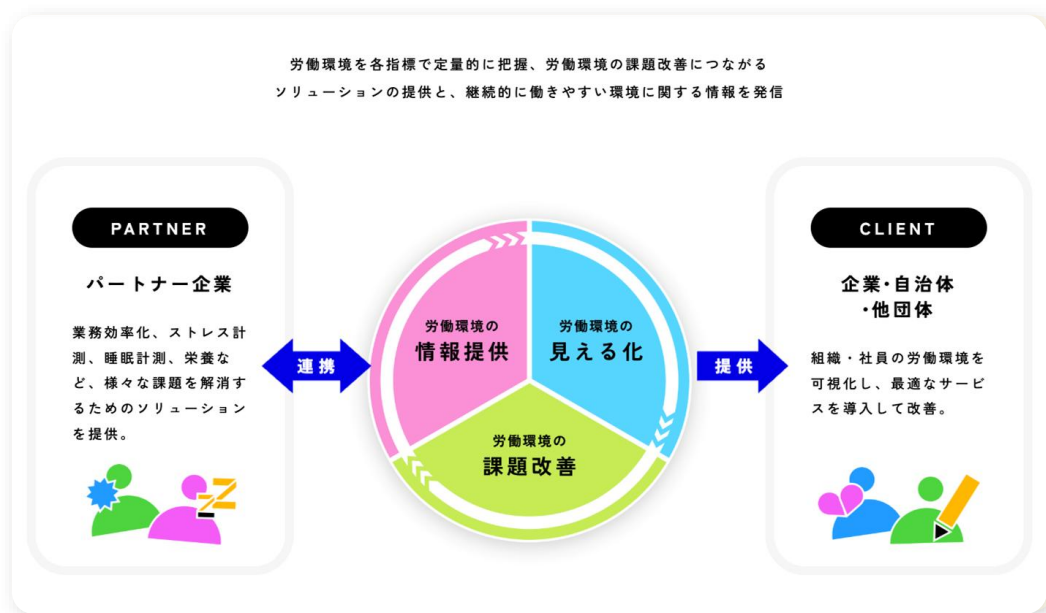 労働環境を各指標で定量的に把握、労働環境の課題改善につながる
ソリューションの提供と、継続的に働きやすい環境に関する情報を発信
PARTNER
パートナー企業
業務効率化、ストレス計
測、睡眠計測、栄養な
ど、様々な課題を解消す
るためのソリューション
を提供。
連携
労働環境の
情報提供
労働環境の
見える化
労働環境の
課題改善
提供
CLIENT
企業・自治体
・他団体
組織・社員の労働環境を
可視化し、最適なサービ
スを導入して改善。